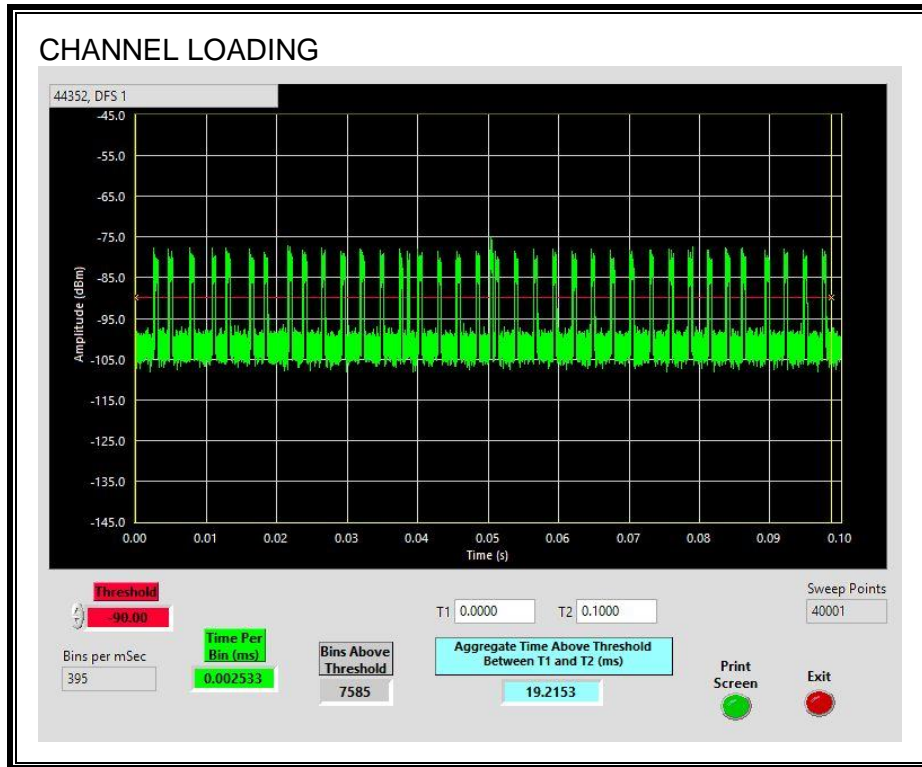 CHANNEL LOADING
44352, DFS 1
Amplitude (dBm)
-45.0
-55.0
-65.0
-75.0
-85.0
-95.0
-105.0
-115.0
-125.0
-135.0
-145.0
0.00 0.01 0.02 0.03 0.04 0.05 0.06 0.07 0.08 0.09 0.10
Time (s)
Threshold
-90.00
Bins per mSec
395
Time Per
Bin (ms)
0.002533
Bins Above
Threshold
7585
T1 0.0000 T2 0.1000
Aggregate Time Above Threshold
Between T1 and T2 (ms)
19.2153
Sweep Points
40001
Print
Screen
Exit